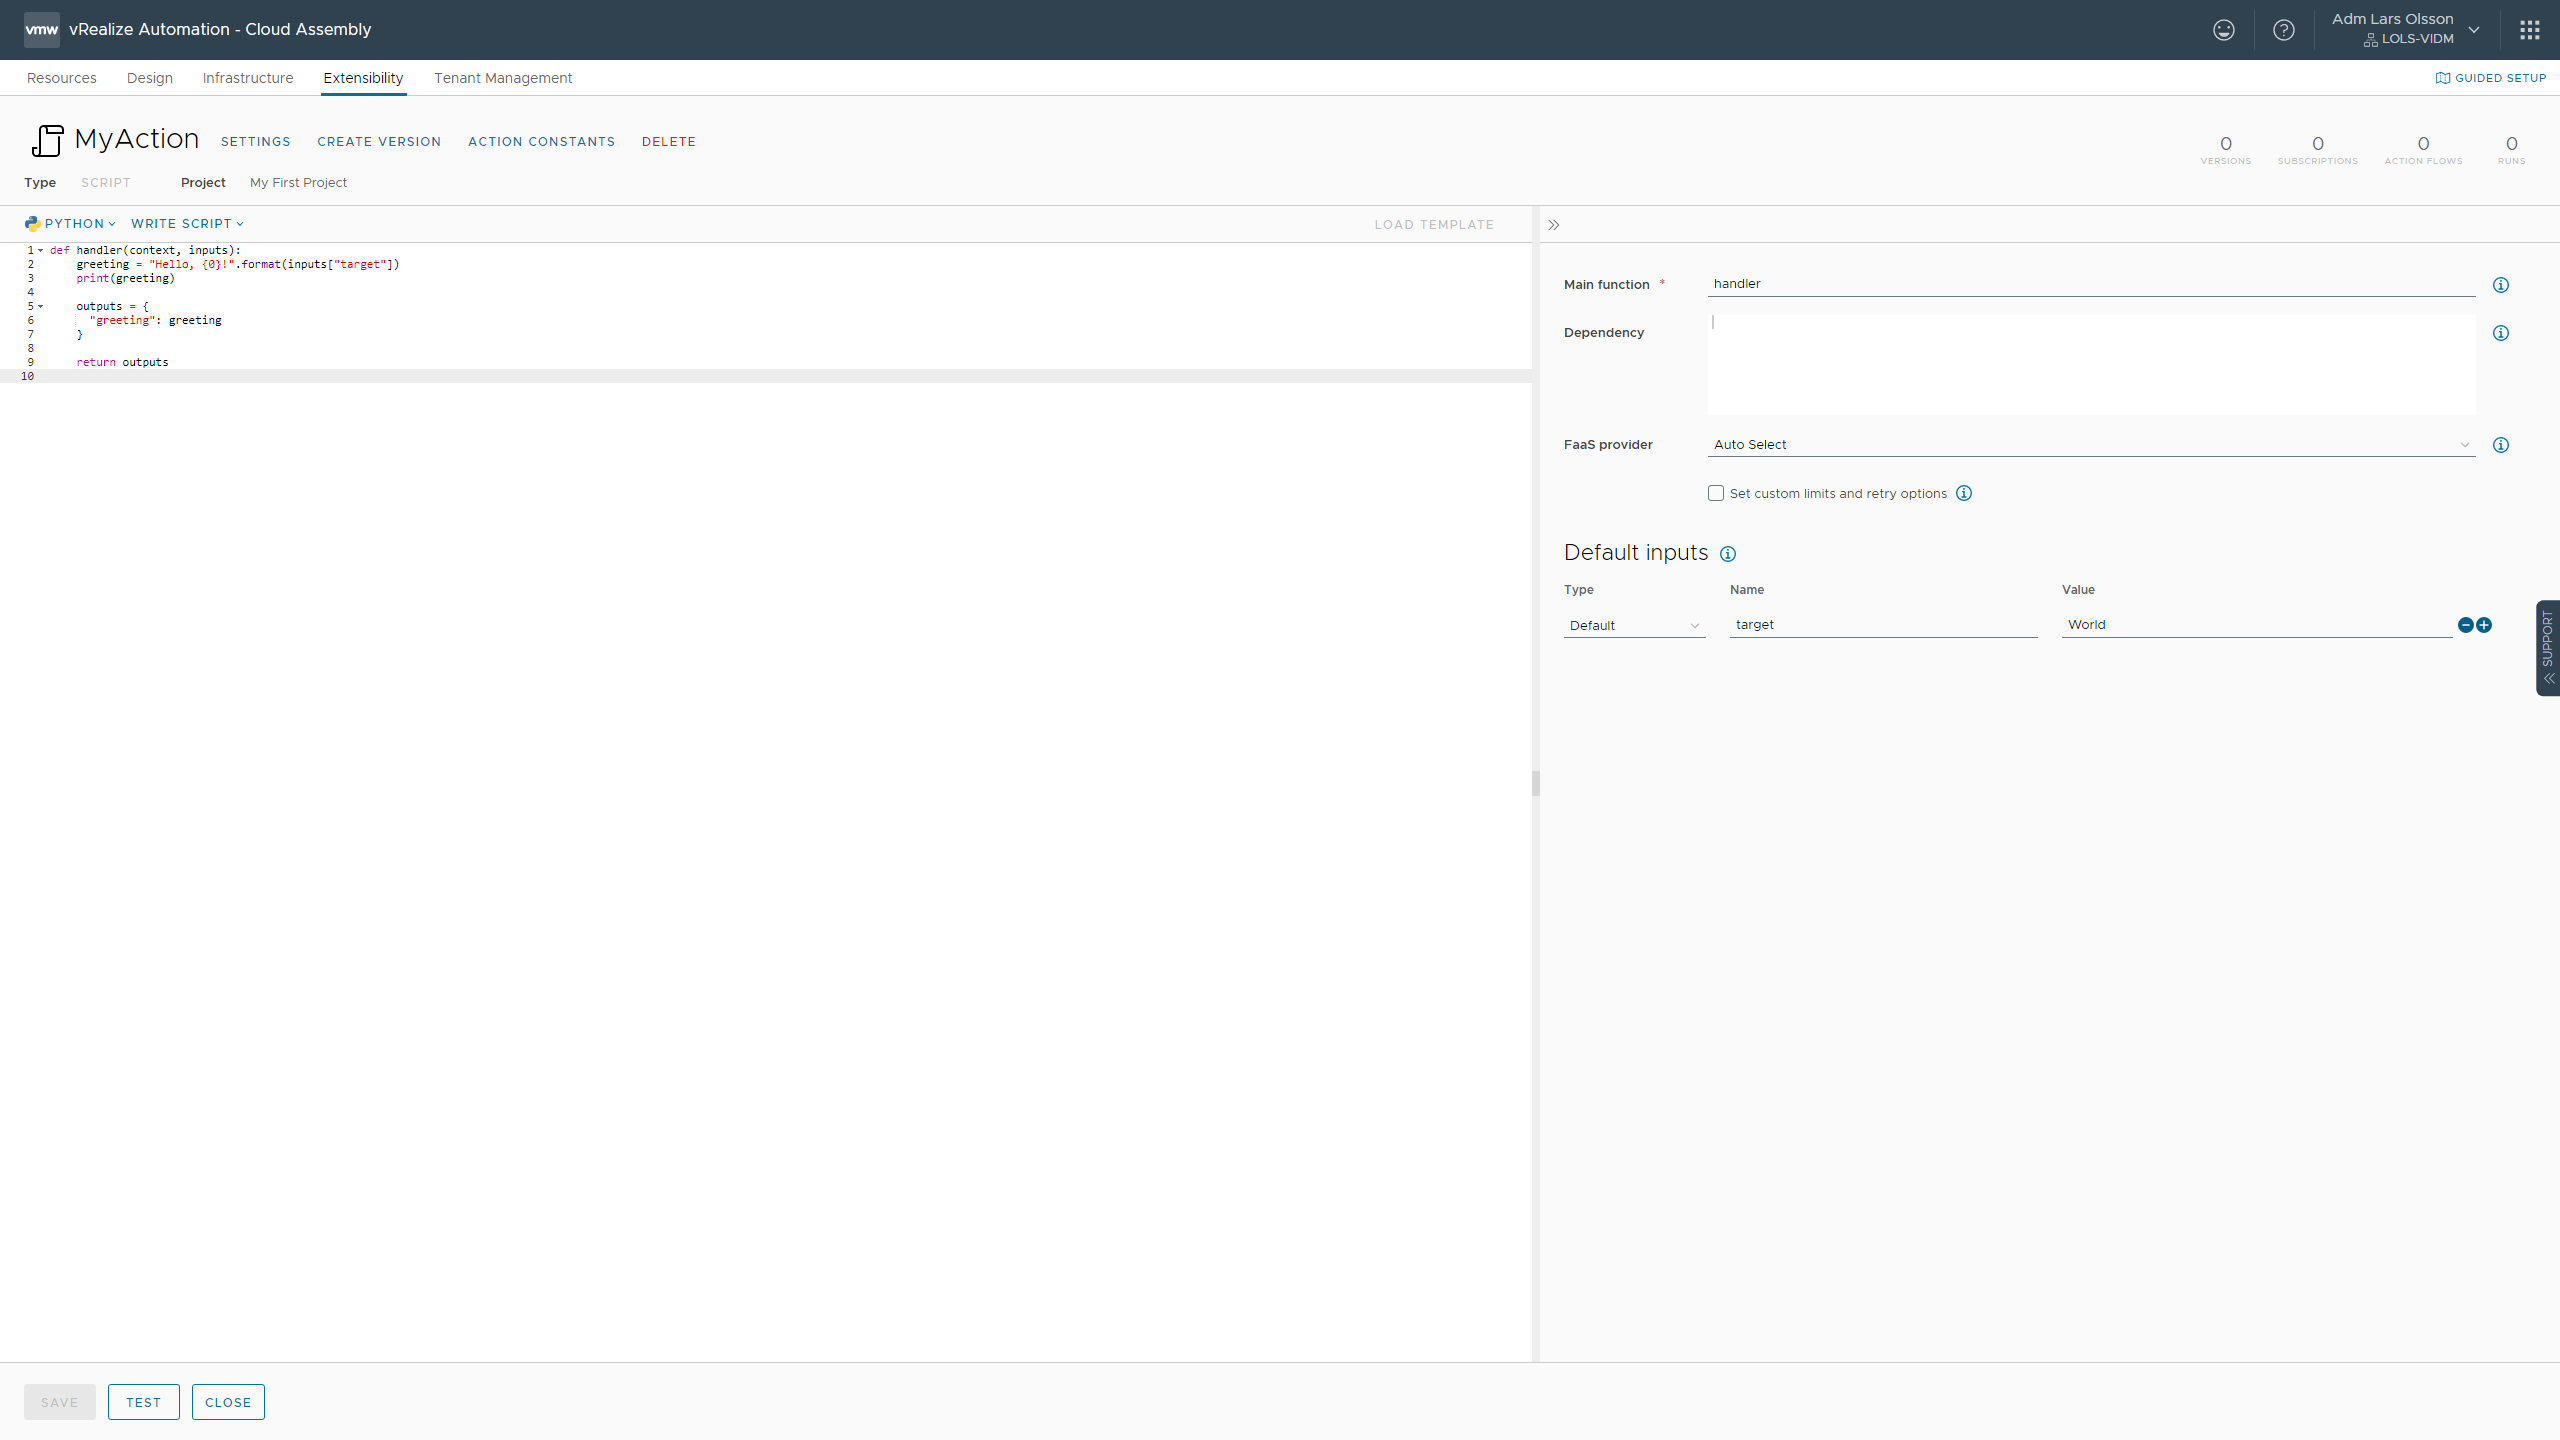 vmw vRealize Automation - Cloud Assembly
Adm Lars Olsson
LOLS-VIDM
Resources Design Infrastructure Extensibility Tenant Management GUIDED SETUP
MyAction SETTINGS CREATE VERSION ACTION CONSTANTS DELETE
0 VERSIONS
0 SUBSCRIPTIONS
0 ACTION FLOWS
0 RUNS
Type SCRIPT Project My First Project
PYTHON WRITE SCRIPT LOAD TEMPLATE
1 def handler(context, inputs):
2 greeting = "Hello, {0}!".format(inputs["target"])
3 print(greeting)
4
5 outputs = {
6 "greeting": greeting
7 }
8
9 return outputs
10
Main function * handler
Dependency
FaaS provider Auto Select
Set custom limits and retry options
Default inputs
Type Name Value
Default target World
SUPPORT
SAVE TEST CLOSE